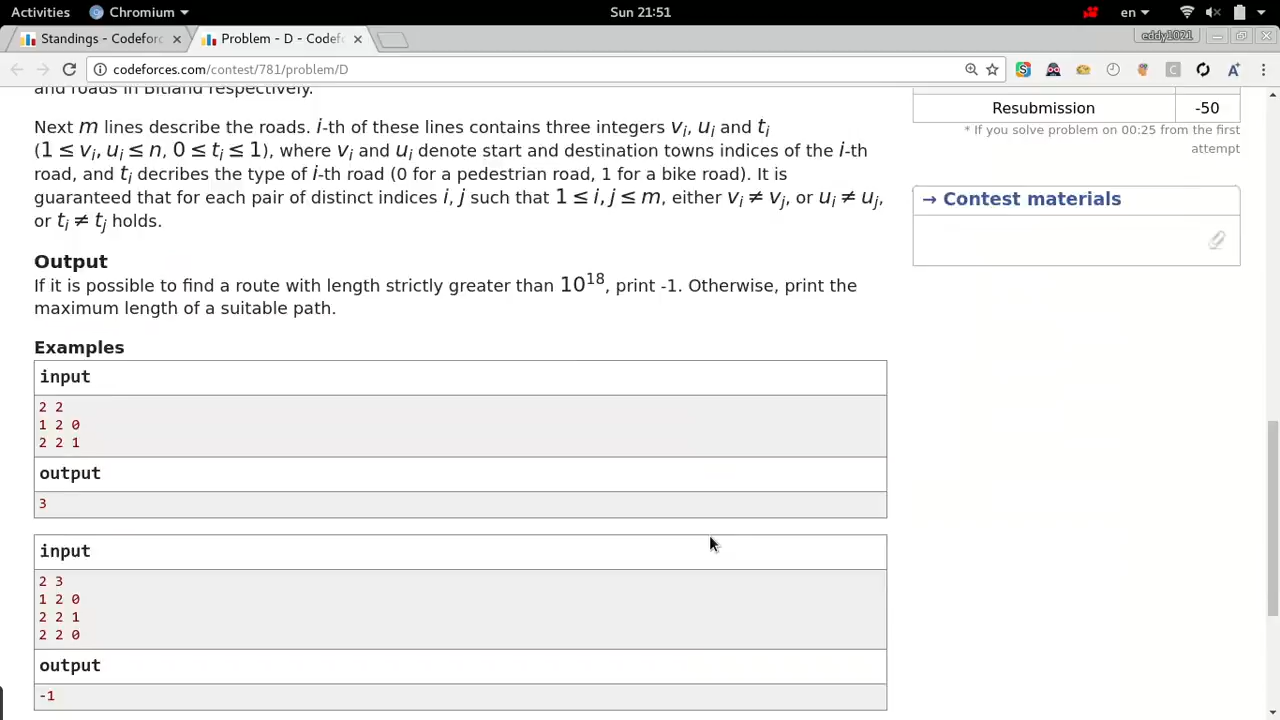 Activities Chromium Sun 21:51 en
Standings - Codeforc Problem - D - Codef eddy1021
codeforces.com/contest/781/problem/D
and roads in Bitland respectively.
Next m lines describe the roads. i-th of these lines contains three integers vi, ui and ti
(1 ≤ vi, ui ≤ n, 0 ≤ ti ≤ 1), where vi and ui denote start and destination towns indices of the i-th
road, and ti decribes the type of i-th road (0 for a pedestrian road, 1 for a bike road). It is
guaranteed that for each pair of distinct indices i, j such that 1 ≤ i, j ≤ m, either vi ≠ vj, or ui ≠ uj,
or ti ≠ tj holds.
Output
If it is possible to find a route with length strictly greater than 10^18, print -1. Otherwise, print the
maximum length of a suitable path.
Examples
input
2 2
1 2 0
2 2 1
output
3
input
2 3
1 2 0
2 2 1
2 2 0
output
-1
Resubmission -50
* If you solve problem on 00:25 from the first
attempt
→ Contest materials